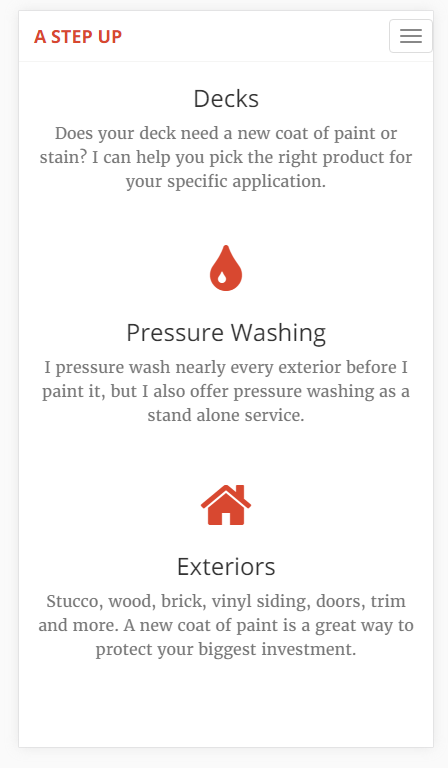 A STEP UP
Decks
Does your deck need a new coat of paint or
stain? I can help you pick the right product for
your specific application.
Pressure Washing
I pressure wash nearly every exterior before I
paint it, but I also offer pressure washing as a
stand alone service.
Exteriors
Stucco, wood, brick, vinyl siding, doors, trim
and more. A new coat of paint is a great way to
protect your biggest investment.